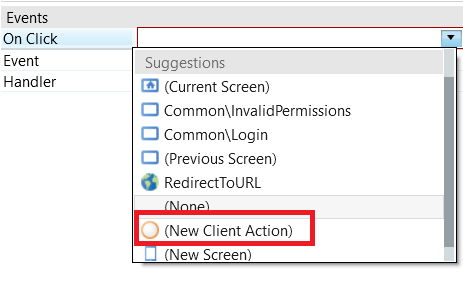 Events
On Click
Event
Handler
Suggestions
(Current Screen)
Common\InvalidPermissions
Common\Login
(Previous Screen)
RedirectToURL
(None)
(New Client Action)
(New Screen)